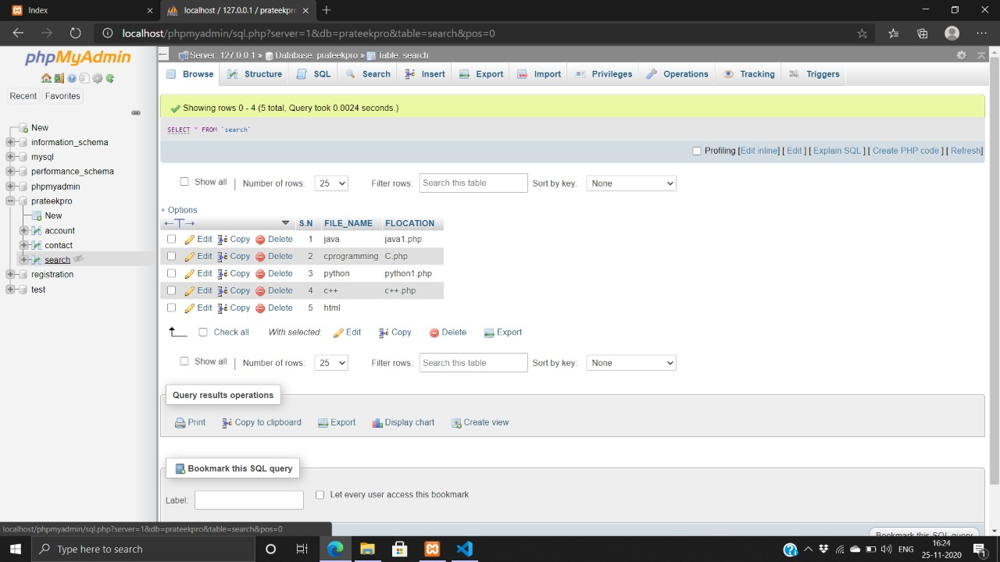 Index
localhost / 127.0.0.1 / prateekpr
localhost/phpmyadmin/sql.php?server=1&db=prateekpro&table=search&pos=0
phpMyAdmin
Recent Favorites
New
information_schema
mysql
performance_schema
phpmyadmin
prateekpro
New
account
contact
search
registration
test
Server: 127.0.0.1 » Database: prateekpro » Table: search
Browse Structure SQL Search Insert Export Import Privileges Operations Tracking Triggers
Showing rows 0 - 4 (5 total, Query took 0.0024 seconds.)
SELECT * FROM `search`
Profiling [Edit inline] [ Edit ] [ Explain SQL ] [ Create PHP code ] [ Refresh]
Show all | Number of rows: 25 Filter rows: Search this table Sort by key: None
+ Options
←T→ S.N FILE_NAME FLOCATION
Edit Copy Delete 1 java java1.php
Edit Copy Delete 2 cprogramming C.php
Edit Copy Delete 3 python python1.php
Edit Copy Delete 4 c++ c++.php
Edit Copy Delete 5 html
Check all With selected: Edit Copy Delete Export
Show all | Number of rows: 25 Filter rows: Search this table Sort by key: None
Query results operations
Print Copy to clipboard Export Display chart Create view
Bookmark this SQL query
Label: Let every user access this bookmark
Bookmark this SQL query
localhost/phpmyadmin/sql.php?server=1&db=prateekpro&table=search&pos=0
Type here to search
ENG
16:24
25-11-2020
1